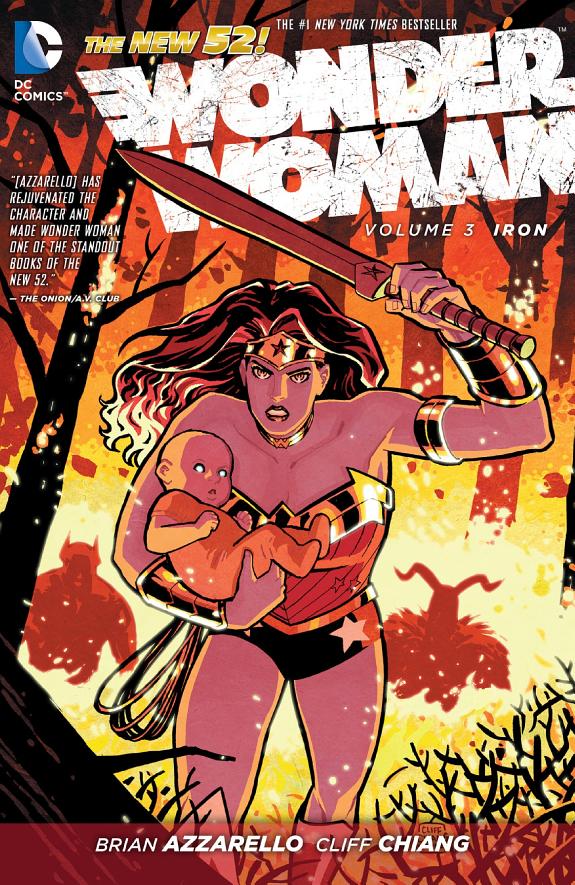 THE #1 NEW YORK TIMES BESTSELLER
DC
COMICS™
THE NEW 52!
WONDER
WOMAN
™
VOLUME 3 IRON
"[AZZARELLO] HAS
REJUVENATED THE
CHARACTER AND
MADE WONDER WOMAN
ONE OF THE STANDOUT
BOOKS OF THE
NEW 52."
— THE ONION/A.V. CLUB
CLIFF
BRIAN AZZARELLO CLIFF CHIANG